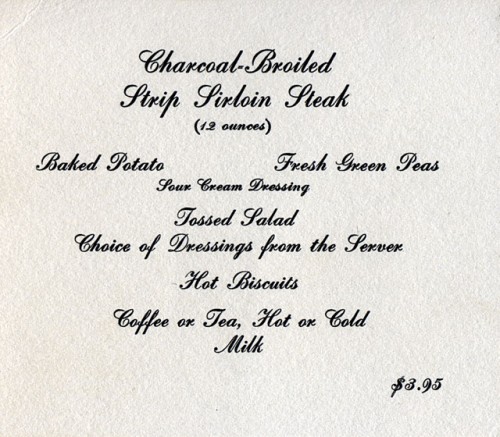 Charcoal-Broiled
Strip Sirloin Steak
(12 ounces)
Baked Potato Fresh Green Peas
Sour Cream Dressing
Tossed Salad
Choice of Dressings from the Server
Hot Biscuits
Coffee or Tea, Hot or Cold
Milk
$3.95